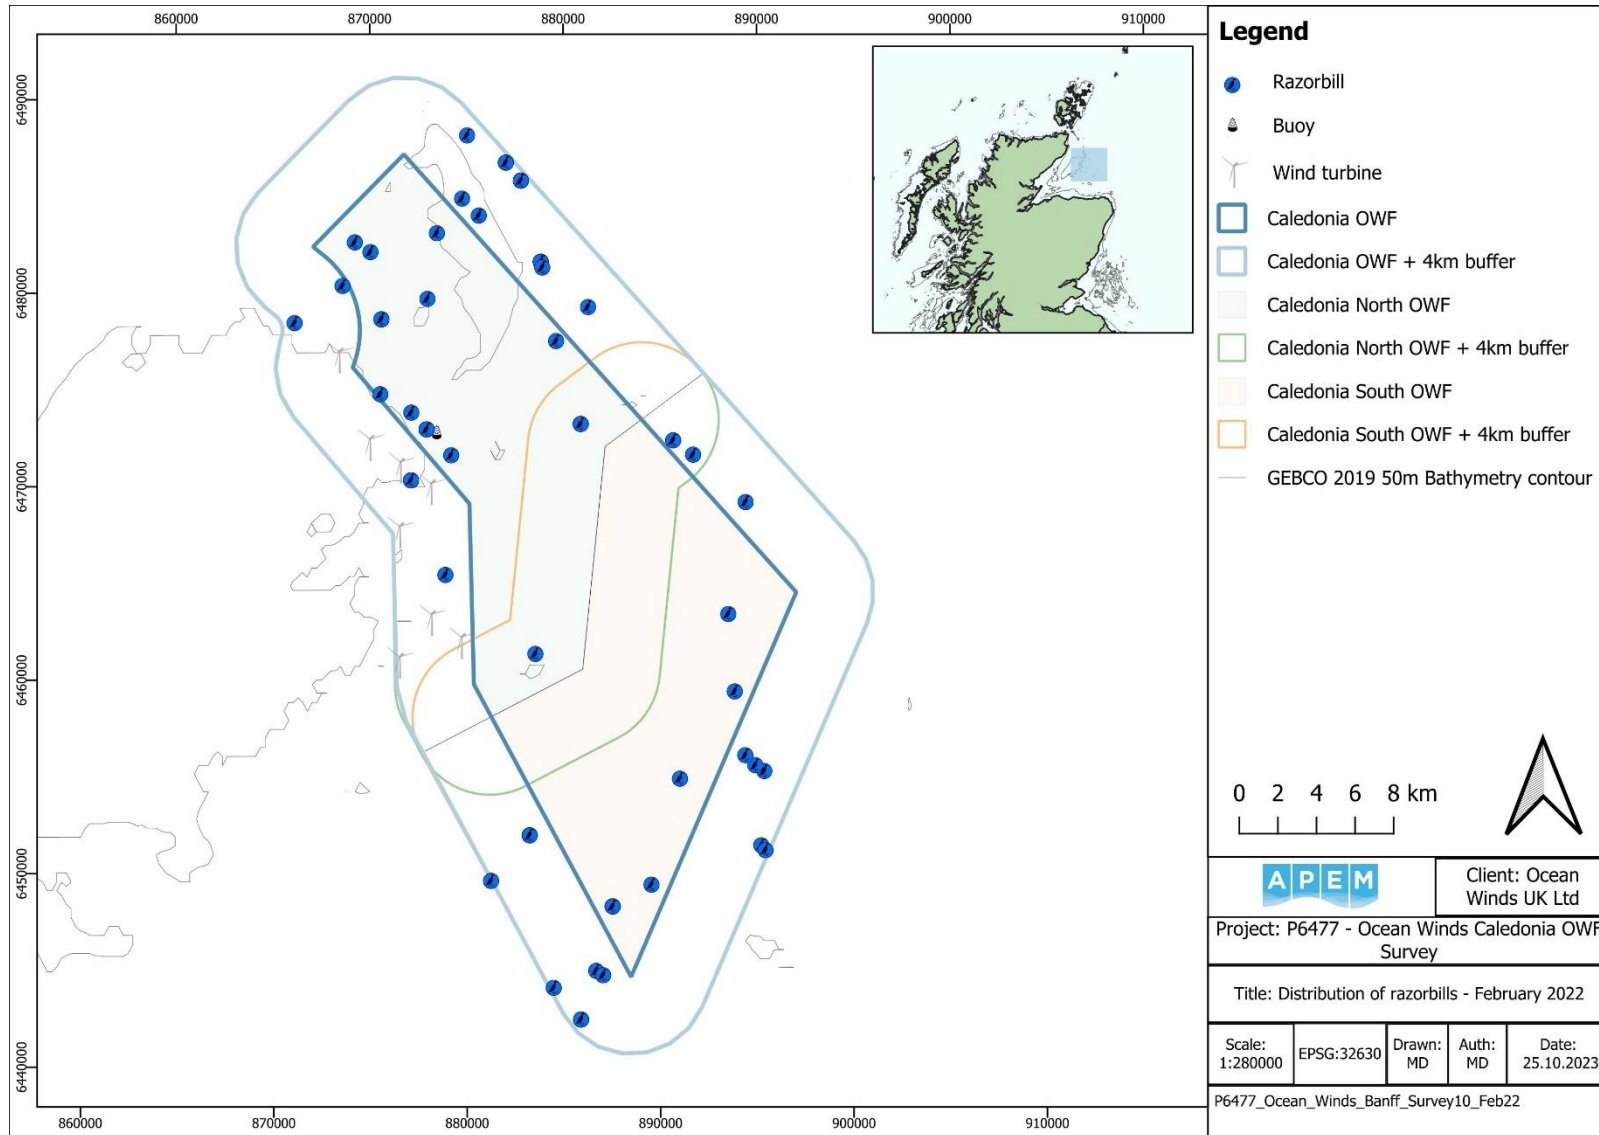 860000 870000 880000 890000 900000 910000
6490000
6480000
6470000
6460000
6450000
6440000
860000 870000 880000 890000 900000 910000
Legend
Razorbill
Buoy
Wind turbine
Caledonia OWF
Caledonia OWF + 4km buffer
Caledonia North OWF
Caledonia North OWF + 4km buffer
Caledonia South OWF
Caledonia South OWF + 4km buffer
GEBCO 2019 50m Bathymetry contour
0 2 4 6 8 km
APEM
Client: Ocean
Winds UK Ltd
Project: P6477 - Ocean Winds Caledonia OWF
Survey
Title: Distribution of razorbills - February 2022
Scale:
1:280000
EPSG:32630
Drawn:
MD
Auth:
MD
Date:
25.10.2023
P6477_Ocean_Winds_Banff_Survey10_Feb22